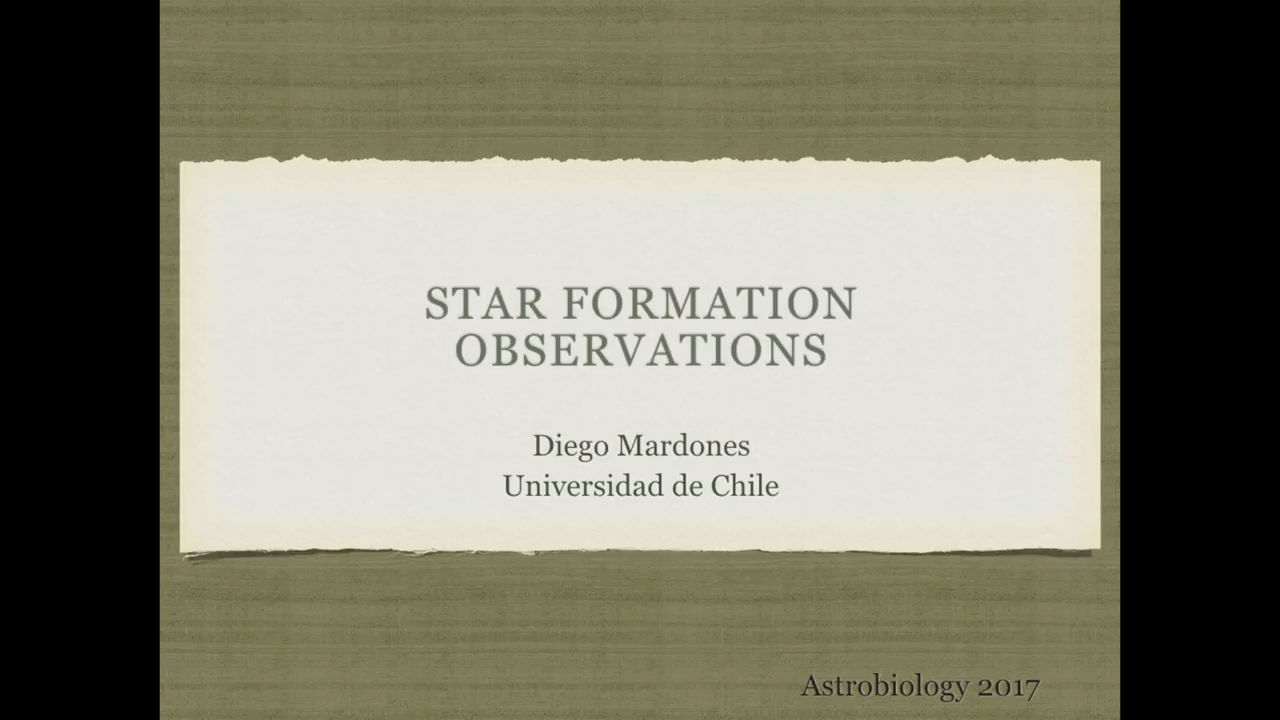 STAR FORMATION
OBSERVATIONS
Diego Mardones
Universidad de Chile
Astrobiology 2017